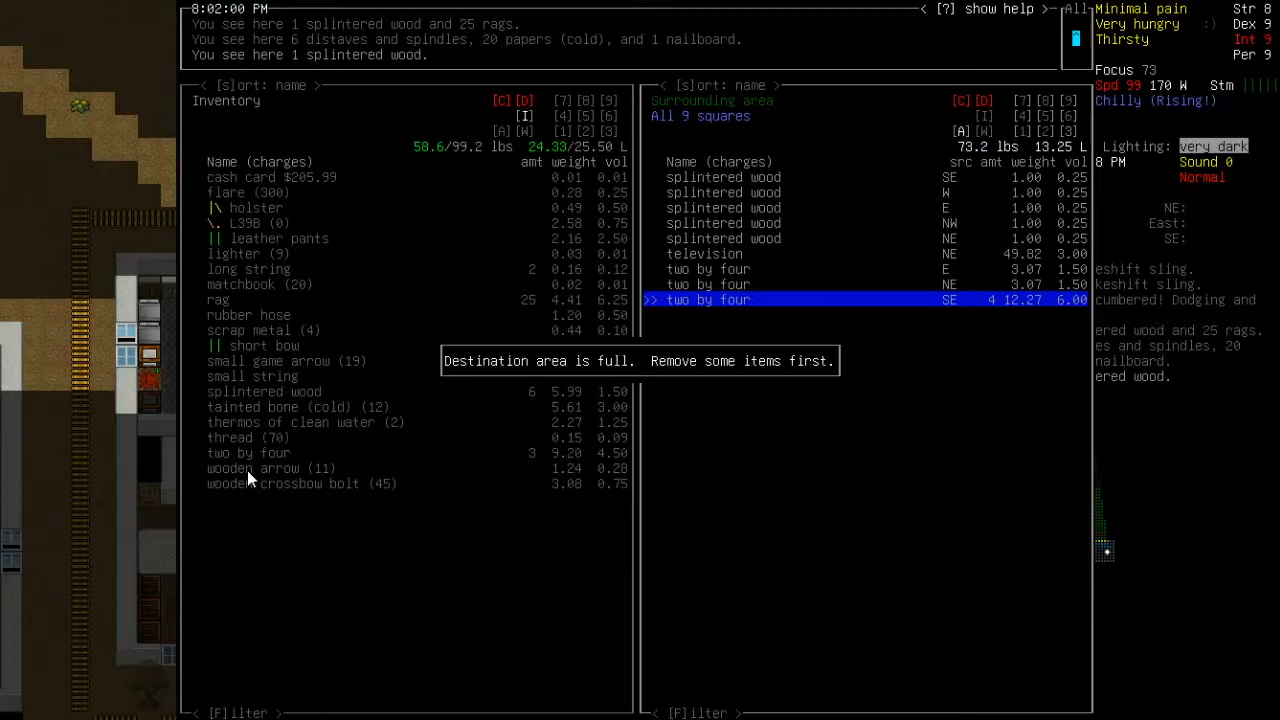 8:02:00 PM
< [?] show help >
All
You see here 1 splintered wood and 25 rags.
You see here 6 distaves and spindles, 20 papers (cold), and 1 nailboard.
You see here 1 splintered wood.
^
Minimal pain Str 8
Very hungry :) Dex 9
Thirsty Int 9
Per 9
Focus 73
Spd 99 170 W Stm |||||
Chilly (Rising!)
Lighting: very dark
8 PM Sound 0
Normal
NE:
East:
SE:
eshift sling.
keshift sling.
cumbered! Dodging and
ered wood and 25 rags.
es and spindles, 20
nailboard.
ered wood.
< [s]ort: name >
Inventory [C] [D] [7] [8] [9]
[I] [4] [5] [6]
[A] [W] [1] [2] [3]
58.6/99.2 lbs 24.33/25.50 L
Name (charges) amt weight vol
cash card $205.99 0.01 0.01
flare (300) 0.28 0.25
|\ holster 0.49 0.50
\. L39B (0) 2.58 0.75
|| leather pants 2.16 2.50
lighter (9) 0.03 0.01
long string 2 0.16 0.12
matchbook (20) 0.02 0.01
rag 25 4.41 6.25
rubber hose 1.20 0.50
scrap metal (4) 0.44 0.10
|| short bow
small game arrow (19)
small string
splintered wood 6 5.99 1.50
tainted bone (cold) (12) 5.61 3.00
thermos of clean water (2) 2.27 1.25
thread (70) 0.15 0.09
two by four 3 9.20 4.50
wooden arrow (11) 1.24 0.28
wooden crossbow bolt (45) 3.08 0.75
< [F]ilter >
< [s]ort: name >
Surrounding area [C] [D] [7] [8] [9]
All 9 squares [I] [4] [5] [6]
[A] [W] [1] [2] [3]
73.2 lbs 13.25 L
Name (charges) src amt weight vol
splintered wood SE 1.00 0.25
splintered wood W 1.00 0.25
splintered wood E 1.00 0.25
splintered wood NW 1.00 0.25
splintered wood NE 1.00 0.25
television NE 49.82 3.00
two by four E 3.07 1.50
two by four NE 3.07 1.50
>> two by four SE 4 12.27 6.00
< [F]ilter >
Destination area is full. Remove some items first.